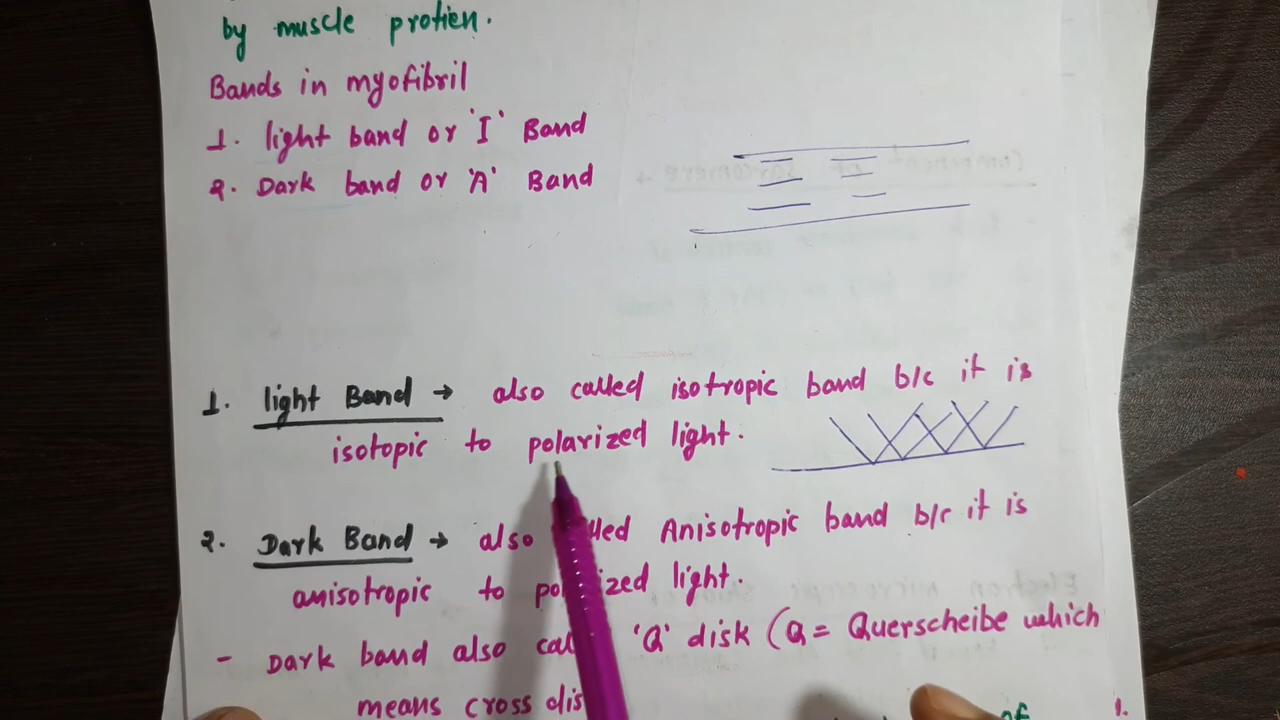 by muscle protien.
Bands in myofibril
1. light band or 'I' Band
2. Dark band or 'A' Band
1. light Band → also called isotropic band b/c it is
isotopic to polarized light.
2. Dark Band → also Anisotropic band b/c it is
anisotropic to light.
- Dark band also 'Q' disk (Q = Querscheibe which
means cross
of 1.